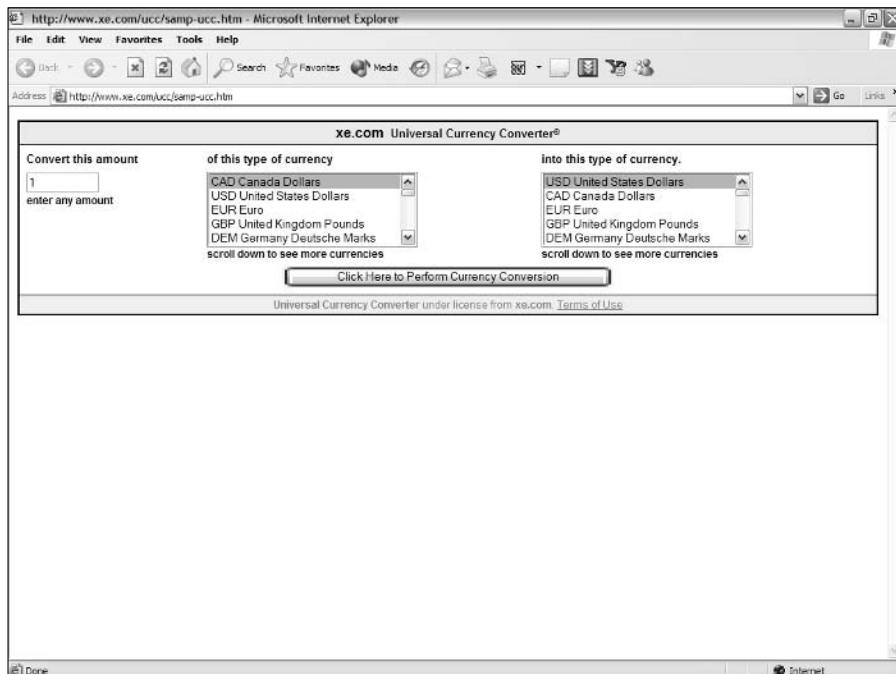 http://www.xe.com/ucc/samp-ucc.htm - Microsoft Internet Explorer
File Edit View Favorites Tools Help
Back Search Favorites Media
Address http://www.xe.com/ucc/samp-ucc.htm Go Links
xe.com Universal Currency Converter®
Convert this amount of this type of currency into this type of currency.
1
enter any amount
CAD Canada Dollars
USD United States Dollars
EUR Euro
GBP United Kingdom Pounds
DEM Germany Deutsche Marks
scroll down to see more currencies
USD United States Dollars
CAD Canada Dollars
EUR Euro
GBP United Kingdom Pounds
DEM Germany Deutsche Marks
scroll down to see more currencies
Click Here to Perform Currency Conversion
Universal Currency Converter under license from xe.com. Terms of Use
Done Internet